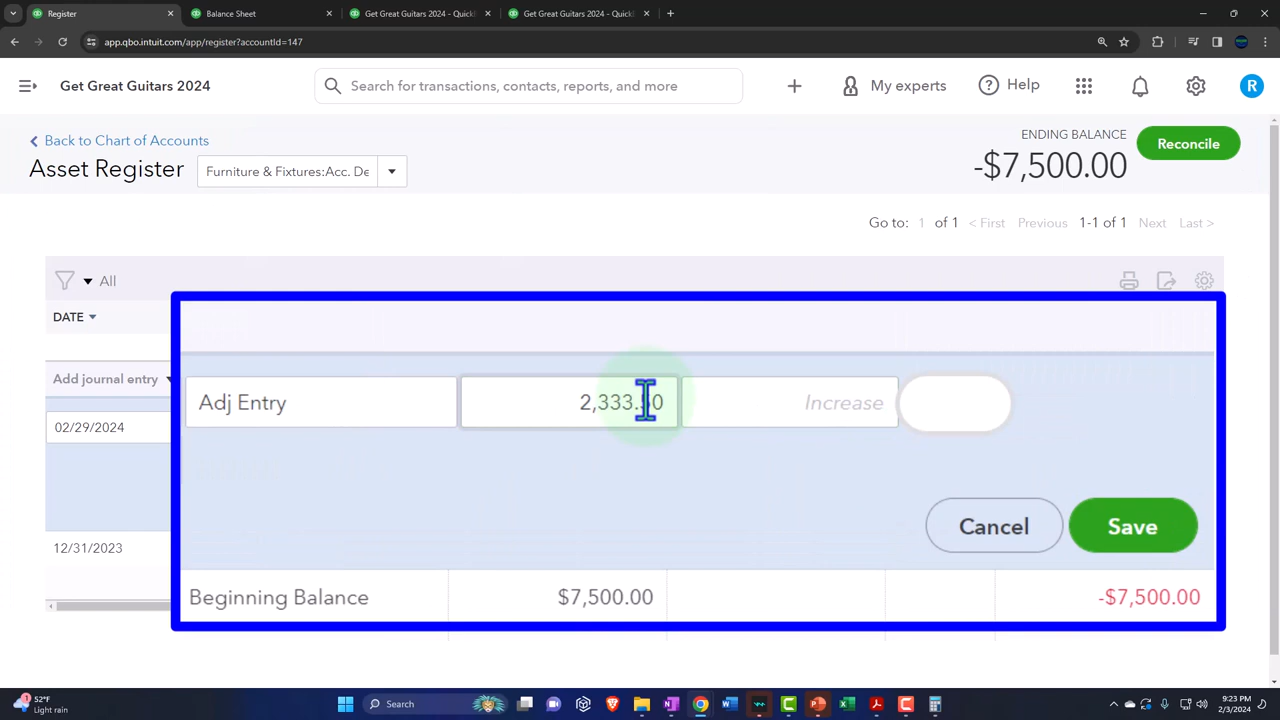 Register
Balance Sheet
Get Great Guitars 2024 - Quick
Get Great Guitars 2024 - Quick
app.qbo.intuit.com/app/register?accountId=147
Get Great Guitars 2024
Search for transactions, contacts, reports, and more
My experts
Help
R
Back to Chart of Accounts
ENDING BALANCE
Reconcile
Asset Register
Furniture & Fixtures:Acc. De
-$7,500.00
Go to: 1 of 1 < First Previous 1-1 of 1 Next Last >
All
DATE
Add journal entry
Adj Entry
Increase
02/29/2024
Cancel
Save
12/31/2023
Beginning Balance
$7,500.00
-$7,500.00
52°F
Light rain
Search
9:23 PM
2/3/2024